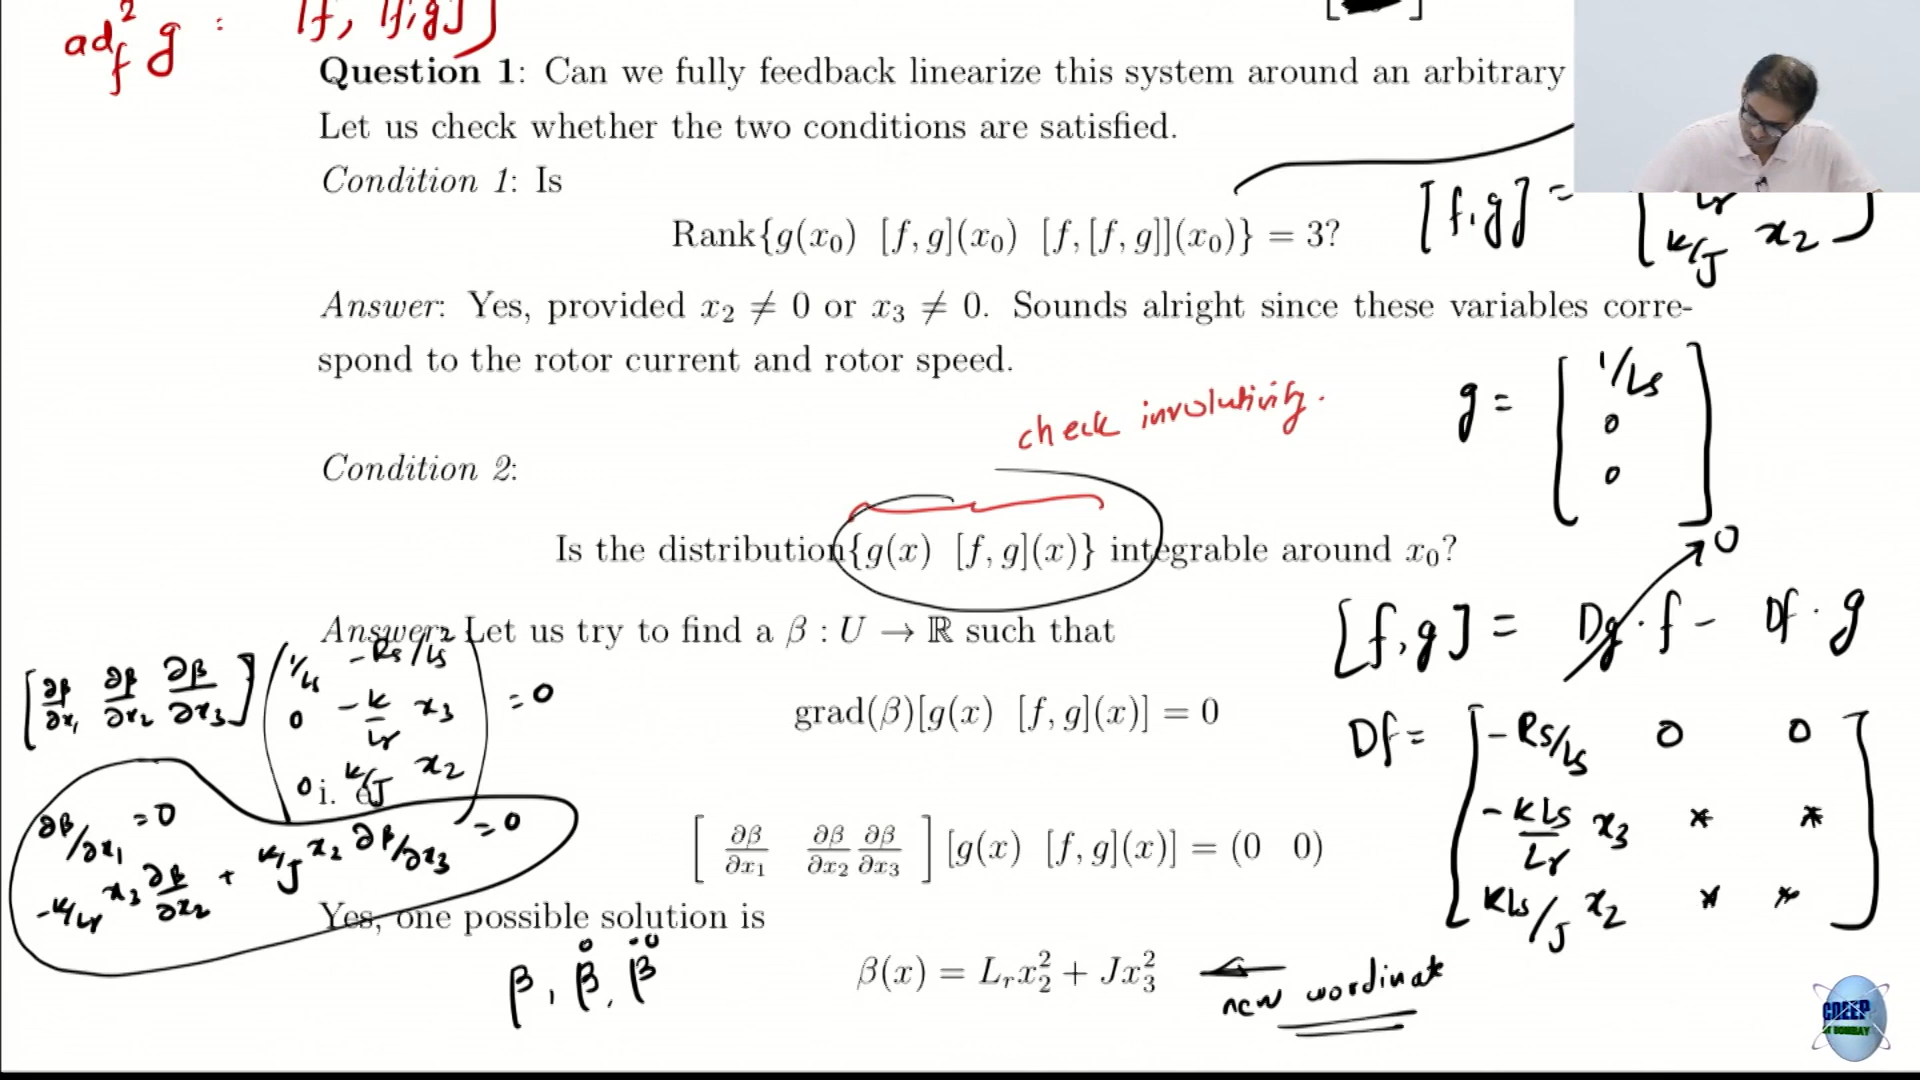 ad_f^2 g : [f, [f,g]]
Question 1: Can we fully feedback linearize this system around an arbitrary
Let us check whether the two conditions are satisfied.
Condition 1: Is
Rank{g(x_0) [f, g](x_0) [f, [f, g]](x_0)} = 3?
[f,g] = [ Lr K/J x_2 ]
Answer: Yes, provided x_2 ≠ 0 or x_3 ≠ 0. Sounds alright since these variables corre-
spond to the rotor current and rotor speed.
g = [ 1/Ls 0 0 ]
check involutivity.
Condition 2:
Is the distribution{g(x) [f, g](x)} integrable around x_0?
Answer: Let us try to find a β : U → ℝ such that
[f,g] = Dg·f - Df·g
0
[∂β/∂x_1 ∂β/∂x_2 ∂β/∂x_3] ( 1/Ls -Rs/Ls
0 -K/Lr x_3
0 K/J x_2 ) = 0
grad(β)[g(x) [f, g](x)] = 0
Df = [ -Rs/Ls 0 0
-KLs/Lr x_3 * *
KLs/J x_2 * * ]
∂β/∂x_1 = 0
-K/Lr x_3 ∂β/∂x_2 + K/J x_2 ∂β/∂x_3 = 0
[ ∂β/∂x_1 ∂β/∂x_2 ∂β/∂x_3 ] [g(x) [f, g](x)] = (0 0)
Yes, one possible solution is
β, β̇, β̈
β(x) = L_r x_2^2 + J x_3^2
new coordinate
CDEEP
IIT BOMBAY